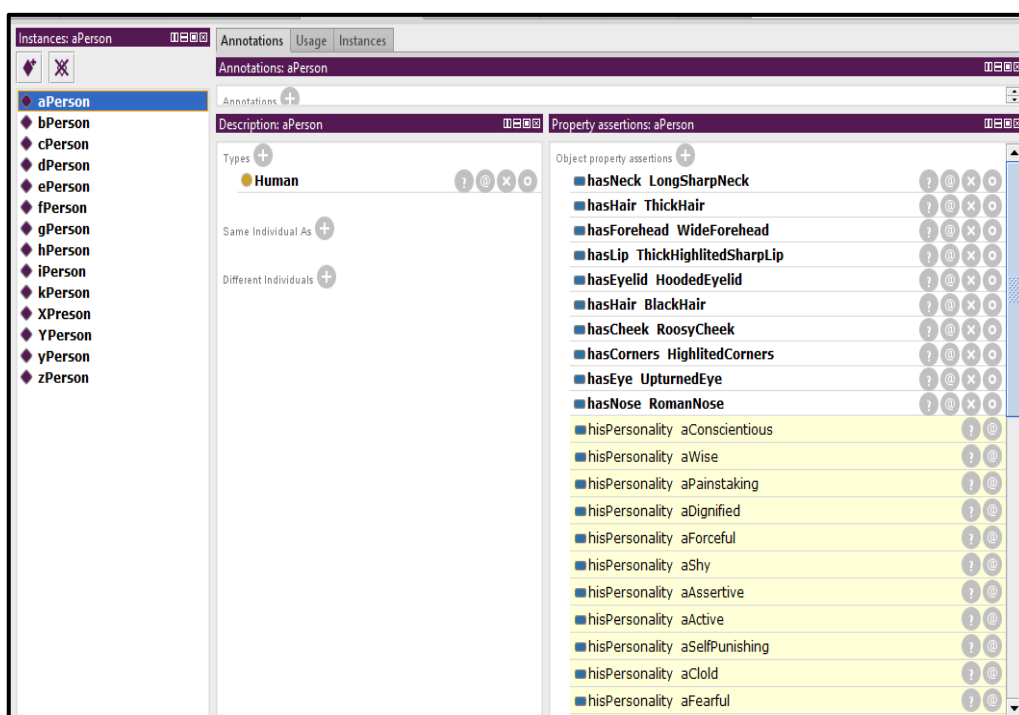 Instances: aPerson
aPerson
bPerson
cPerson
dPerson
ePerson
fPerson
gPerson
hPerson
iPerson
kPerson
XPreson
YPerson
yPerson
zPerson
Annotations Usage Instances
Annotations: aPerson
Annotations
Description: aPerson
Types
Human
Same Individual As
Different Individuals
Property assertions: aPerson
Object property assertions
hasNeck LongSharpNeck
hasHair ThickHair
hasForehead WideForehead
hasLip ThickHighlitedSharpLip
hasEyelid HoodedEyelid
hasHair BlackHair
hasCheek RoosyCheek
hasCorners HighlitedCorners
hasEye UpturnedEye
hasNose RomanNose
hisPersonality aConscientious
hisPersonality aWise
hisPersonality aPainstaking
hisPersonality aDignified
hisPersonality aForceful
hisPersonality aShy
hisPersonality aAssertive
hisPersonality aActive
hisPersonality aSelfPunishing
hisPersonality aClold
hisPersonality aFearful